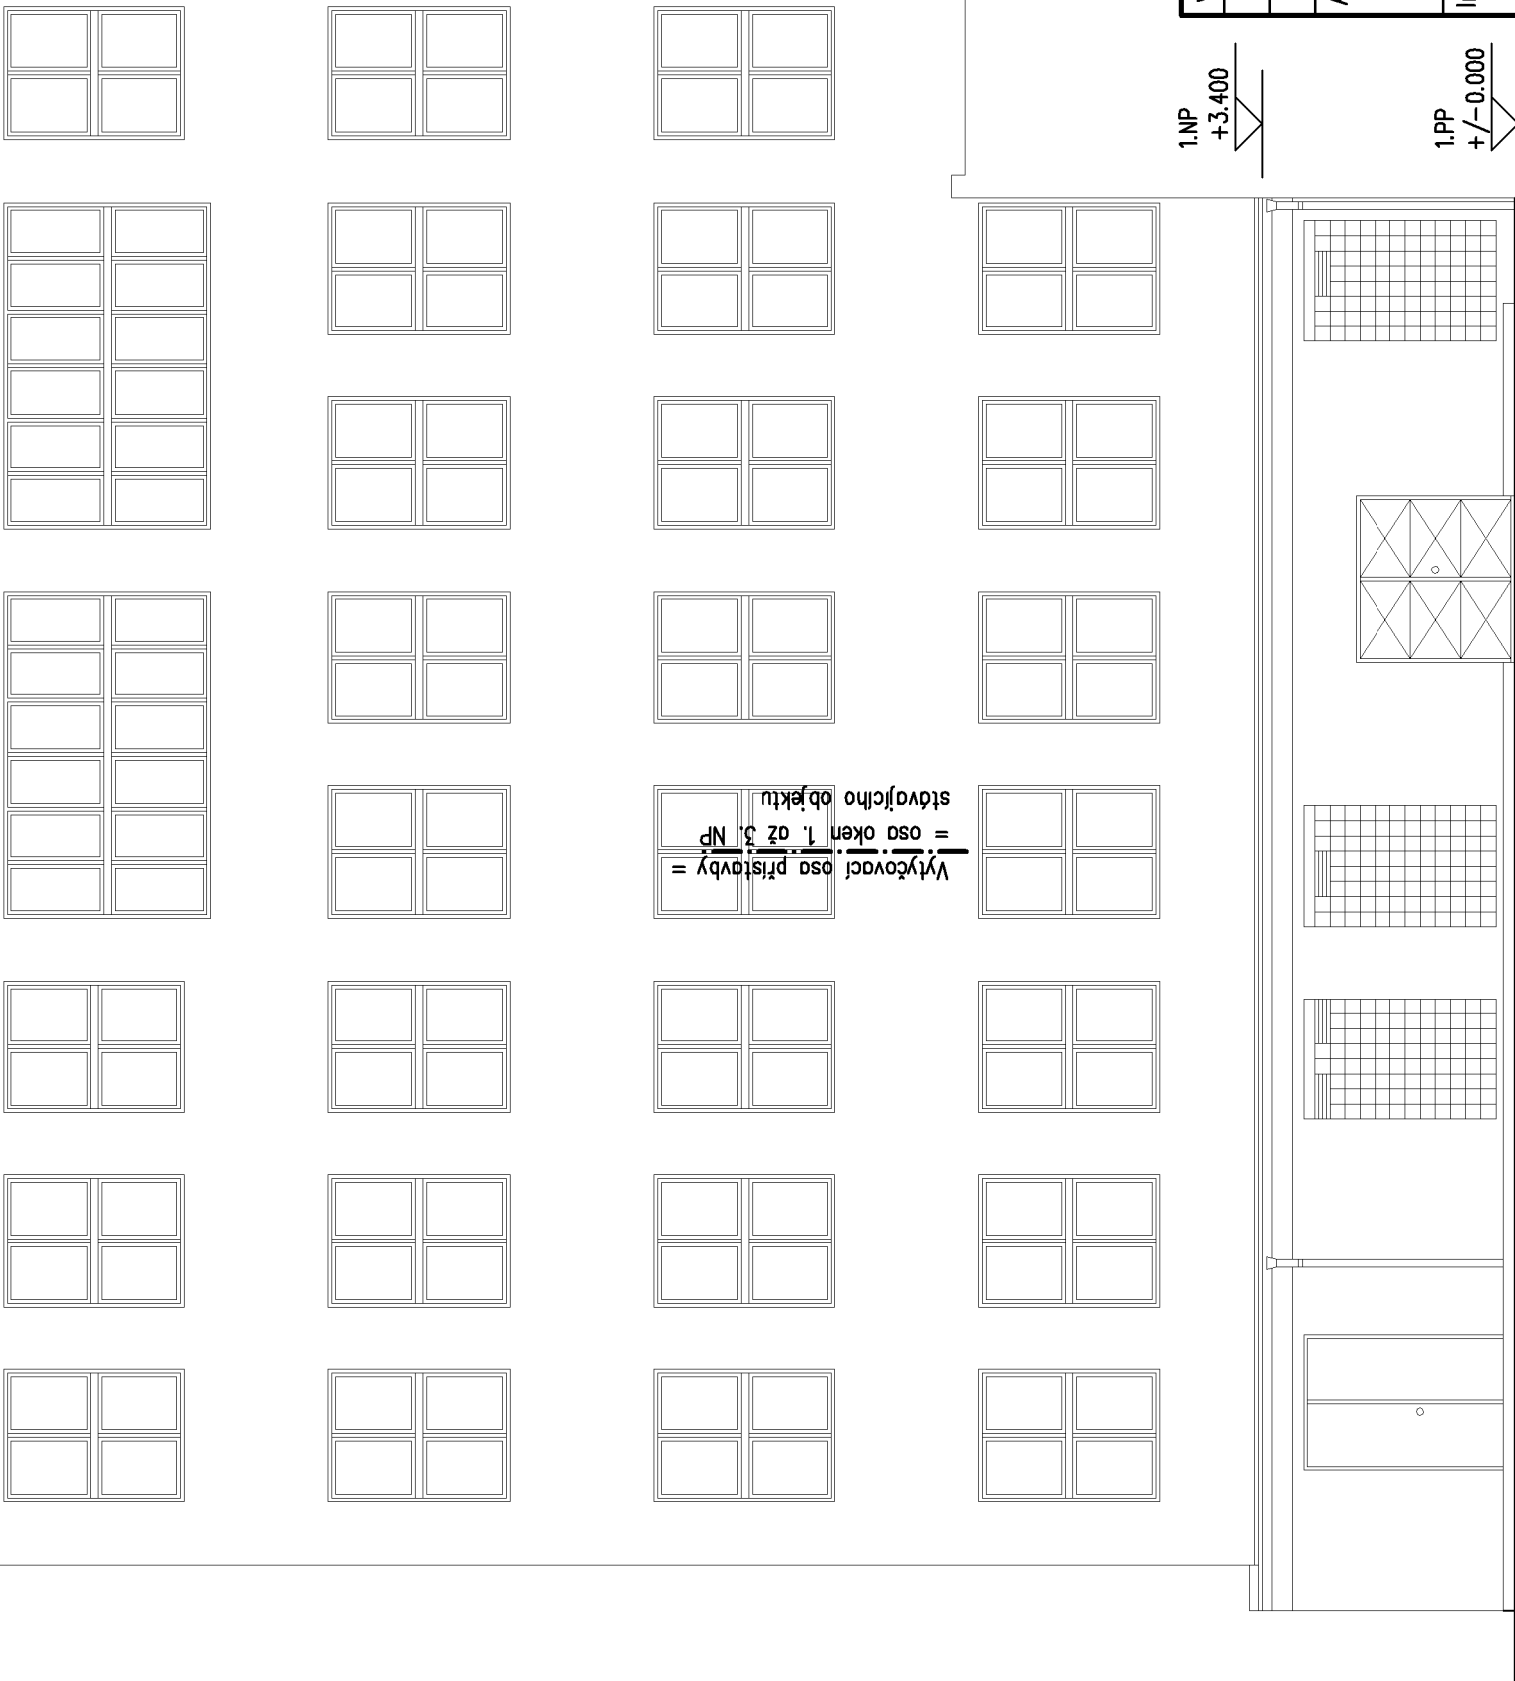 1.NP
+3.400
1.PP
+/-0.000
Vytyčovací osa přístavby =
= osa oken 1. až 3. NP
stávajícího objektu